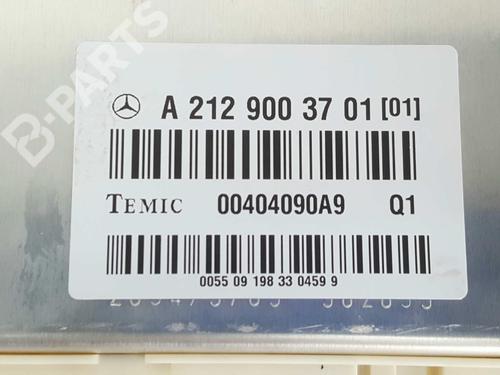 B-PARTS
A 212 900 37 01 [01]
TEMIC 00404090A9 Q1
0055 09 198 33 0459 9